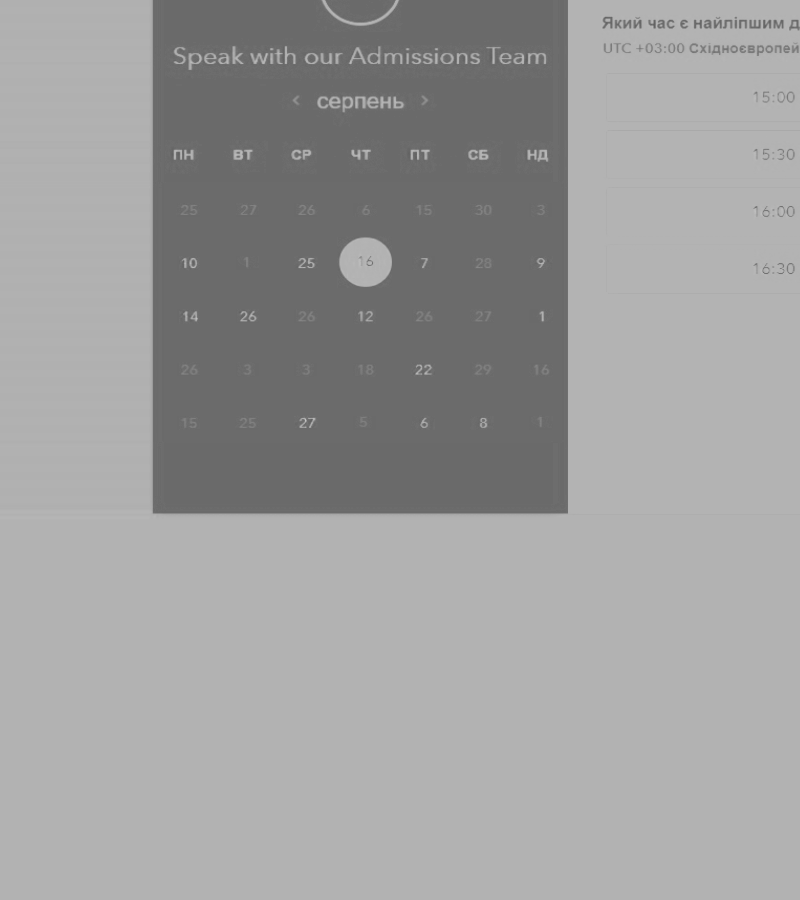 Speak with our Admissions Team
< серпень >
ПН ВТ СР ЧТ ПТ СБ НД
25 27 26 6 15 30 3
10 1 25 16 7 28 9
14 26 26 12 26 27 1
26 3 3 18 22 29 16
15 25 27 5 6 8 1
Який час є найліпшим д
UTC +03:00 Східноєвропей
15:00
15:30
16:00
16:30